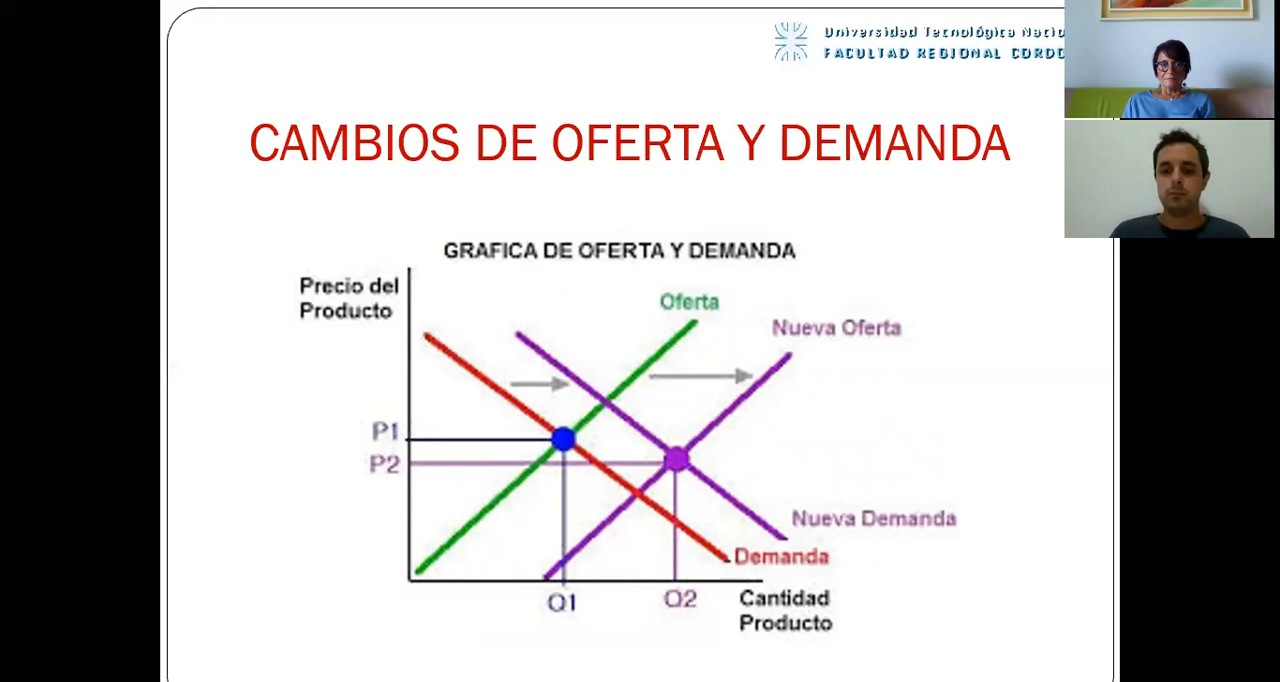 Universidad Tecnológica Nacio
FACULTAD REGIONAL CORDO
CAMBIOS DE OFERTA Y DEMANDA
GRAFICA DE OFERTA Y DEMANDA
Precio del
Producto
Oferta
Nueva Oferta
P1
P2
Nueva Demanda
Demanda
Q1
Q2
Cantidad
Producto